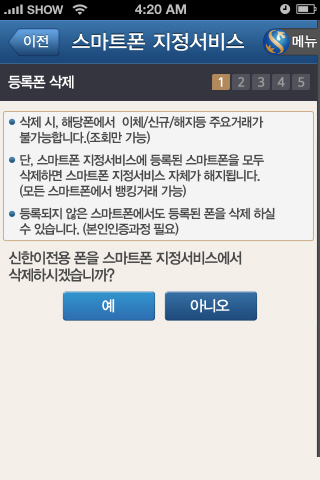 SHOW 4:20 AM
이전 스마트폰 지정서비스 메뉴
등록폰 삭제 1 2 3 4 5
삭제 시, 해당폰에서 이체/신규/해지등 주요거래가
불가능합니다.(조회만 가능)
단, 스마트폰 지정서비스에 등록된 스마트폰을 모두
삭제하면 스마트폰 지정서비스 자체가 해지됩니다.
(모든 스마트폰에서 뱅킹거래 가능)
등록되지 않은 스마트폰에서도 등록된 폰을 삭제 하실
수 있습니다. (본인인증과정 필요)
신한이전용 폰을 스마트폰 지정서비스에서
삭제하시겠습니까?
예 아니오